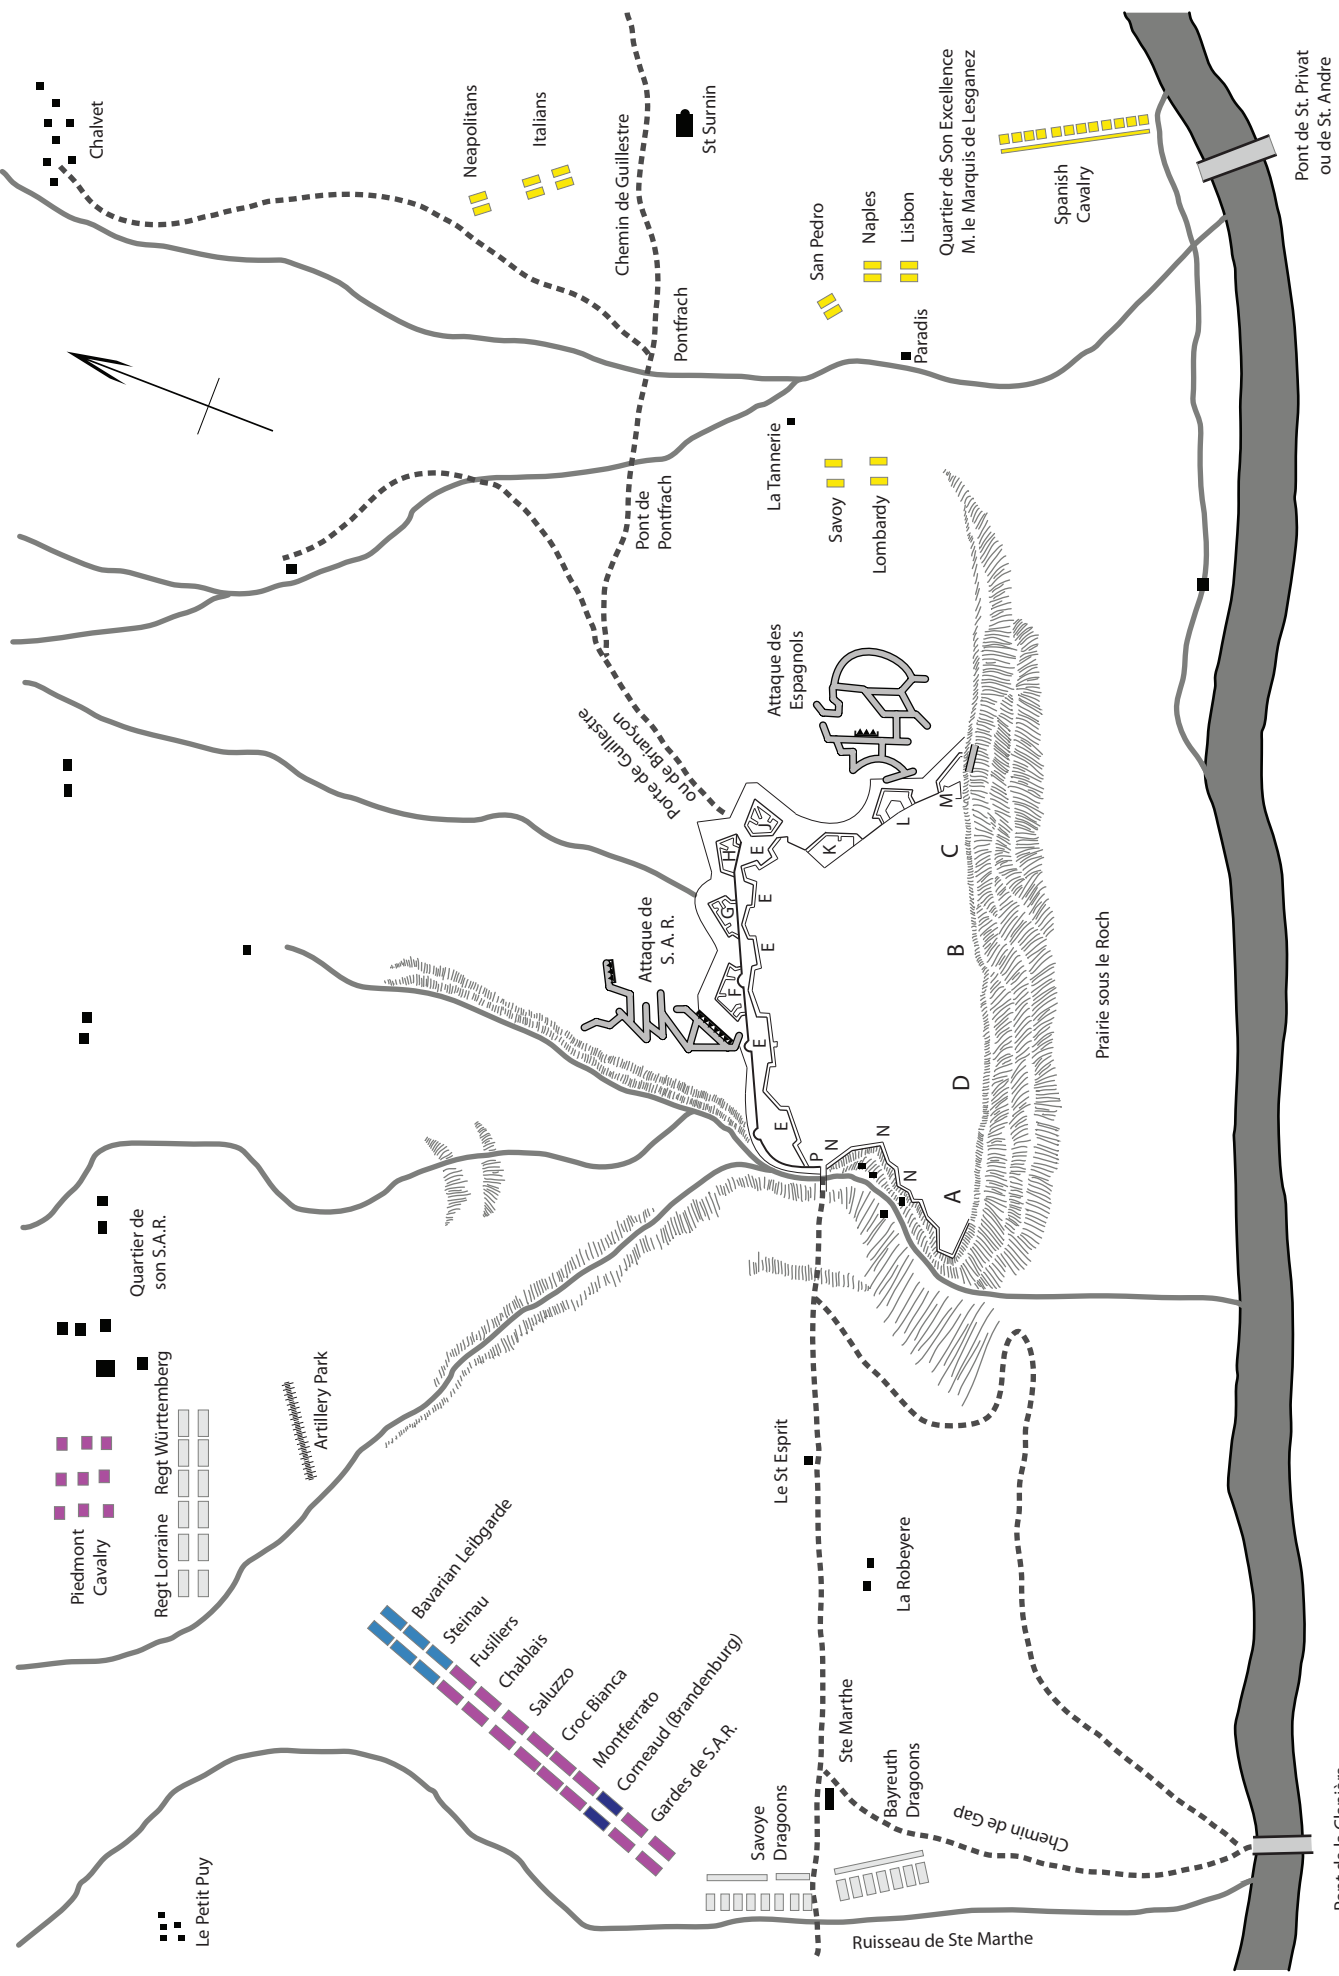 Le Petit Puy
Piedmont
Cavalry
Regt Lorraine
Regt Württemberg
Quartier de
son S.A.R.
Artillery Park
Chalvet
Bavarian Leibgarde
Steinau
Fusiliers
Chablais
Saluzzo
Croc Bianca
Montferrato
Corneaud (Brandenburg)
Gardes de S.A.R.
Neapolitans
Italians
Chemin de Guillestre
St Surnin
Pontfrach
Pont de
Pontfrach
Porte de Guillestre
ou de Briançon
Attaque de
S. A. R.
Attaque des
Espagnols
La Tannerie
Savoy
Lombardy
San Pedro
Naples
Lisbon
Paradis
Quartier de Son Excellence
M. le Marquis de Lesganez
Spanish
Cavalry
Pont de St. Privat
ou de St. Andre
Savoye
Dragoons
Ste Marthe
Bayreuth
Dragoons
Chemin de Gap
Le St Esprit
La Robeyere
Ruisseau de Ste Marthe
P
N
N
N
E
E
E
E
E
F
G
H
K
L
M
A
D
B
C
Prairie sous le Roch